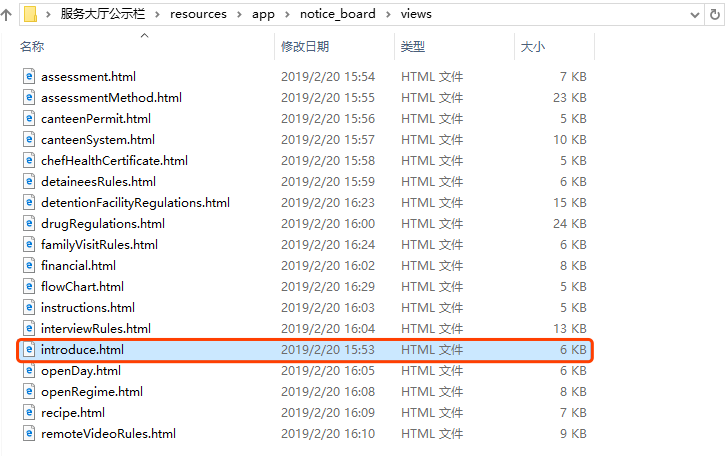 服务大厅公示栏 resources app notice_board views
名称 修改日期 类型 大小
assessment.html 2019/2/20 15:54 HTML 文件 7 KB
assessmentMethod.html 2019/2/20 15:55 HTML 文件 23 KB
canteenPermit.html 2019/2/20 15:56 HTML 文件 5 KB
canteenSystem.html 2019/2/20 15:57 HTML 文件 10 KB
chefHealthCertificate.html 2019/2/20 15:58 HTML 文件 5 KB
detaineesRules.html 2019/2/20 15:59 HTML 文件 6 KB
detentionFacilityRegulations.html 2019/2/20 16:23 HTML 文件 15 KB
drugRegulations.html 2019/2/20 16:00 HTML 文件 24 KB
familyVisitRules.html 2019/2/20 16:24 HTML 文件 6 KB
financial.html 2019/2/20 16:02 HTML 文件 8 KB
flowChart.html 2019/2/20 16:29 HTML 文件 5 KB
instructions.html 2019/2/20 16:03 HTML 文件 5 KB
interviewRules.html 2019/2/20 16:04 HTML 文件 13 KB
introduce.html 2019/2/20 15:53 HTML 文件 6 KB
openDay.html 2019/2/20 16:05 HTML 文件 6 KB
openRegime.html 2019/2/20 16:08 HTML 文件 8 KB
recipe.html 2019/2/20 16:09 HTML 文件 7 KB
remoteVideoRules.html 2019/2/20 16:10 HTML 文件 9 KB